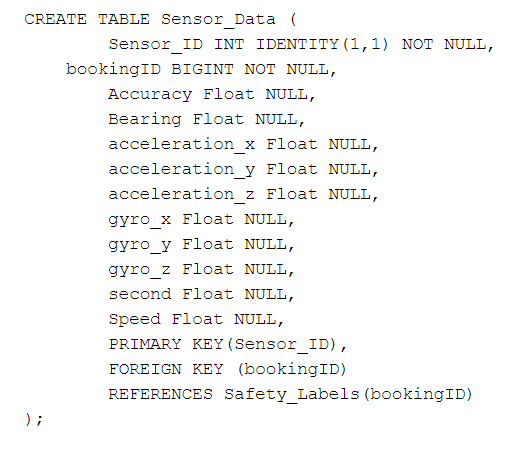 CREATE TABLE Sensor_Data (
Sensor_ID INT IDENTITY(1,1) NOT NULL,
bookingID BIGINT NOT NULL,
Accuracy Float NULL,
Bearing Float NULL,
acceleration_x Float NULL,
acceleration_y Float NULL,
acceleration_z Float NULL,
gyro_x Float NULL,
gyro_y Float NULL,
gyro_z Float NULL,
second Float NULL,
Speed Float NULL,
PRIMARY KEY(Sensor_ID),
FOREIGN KEY (bookingID)
REFERENCES Safety_Labels(bookingID)
);